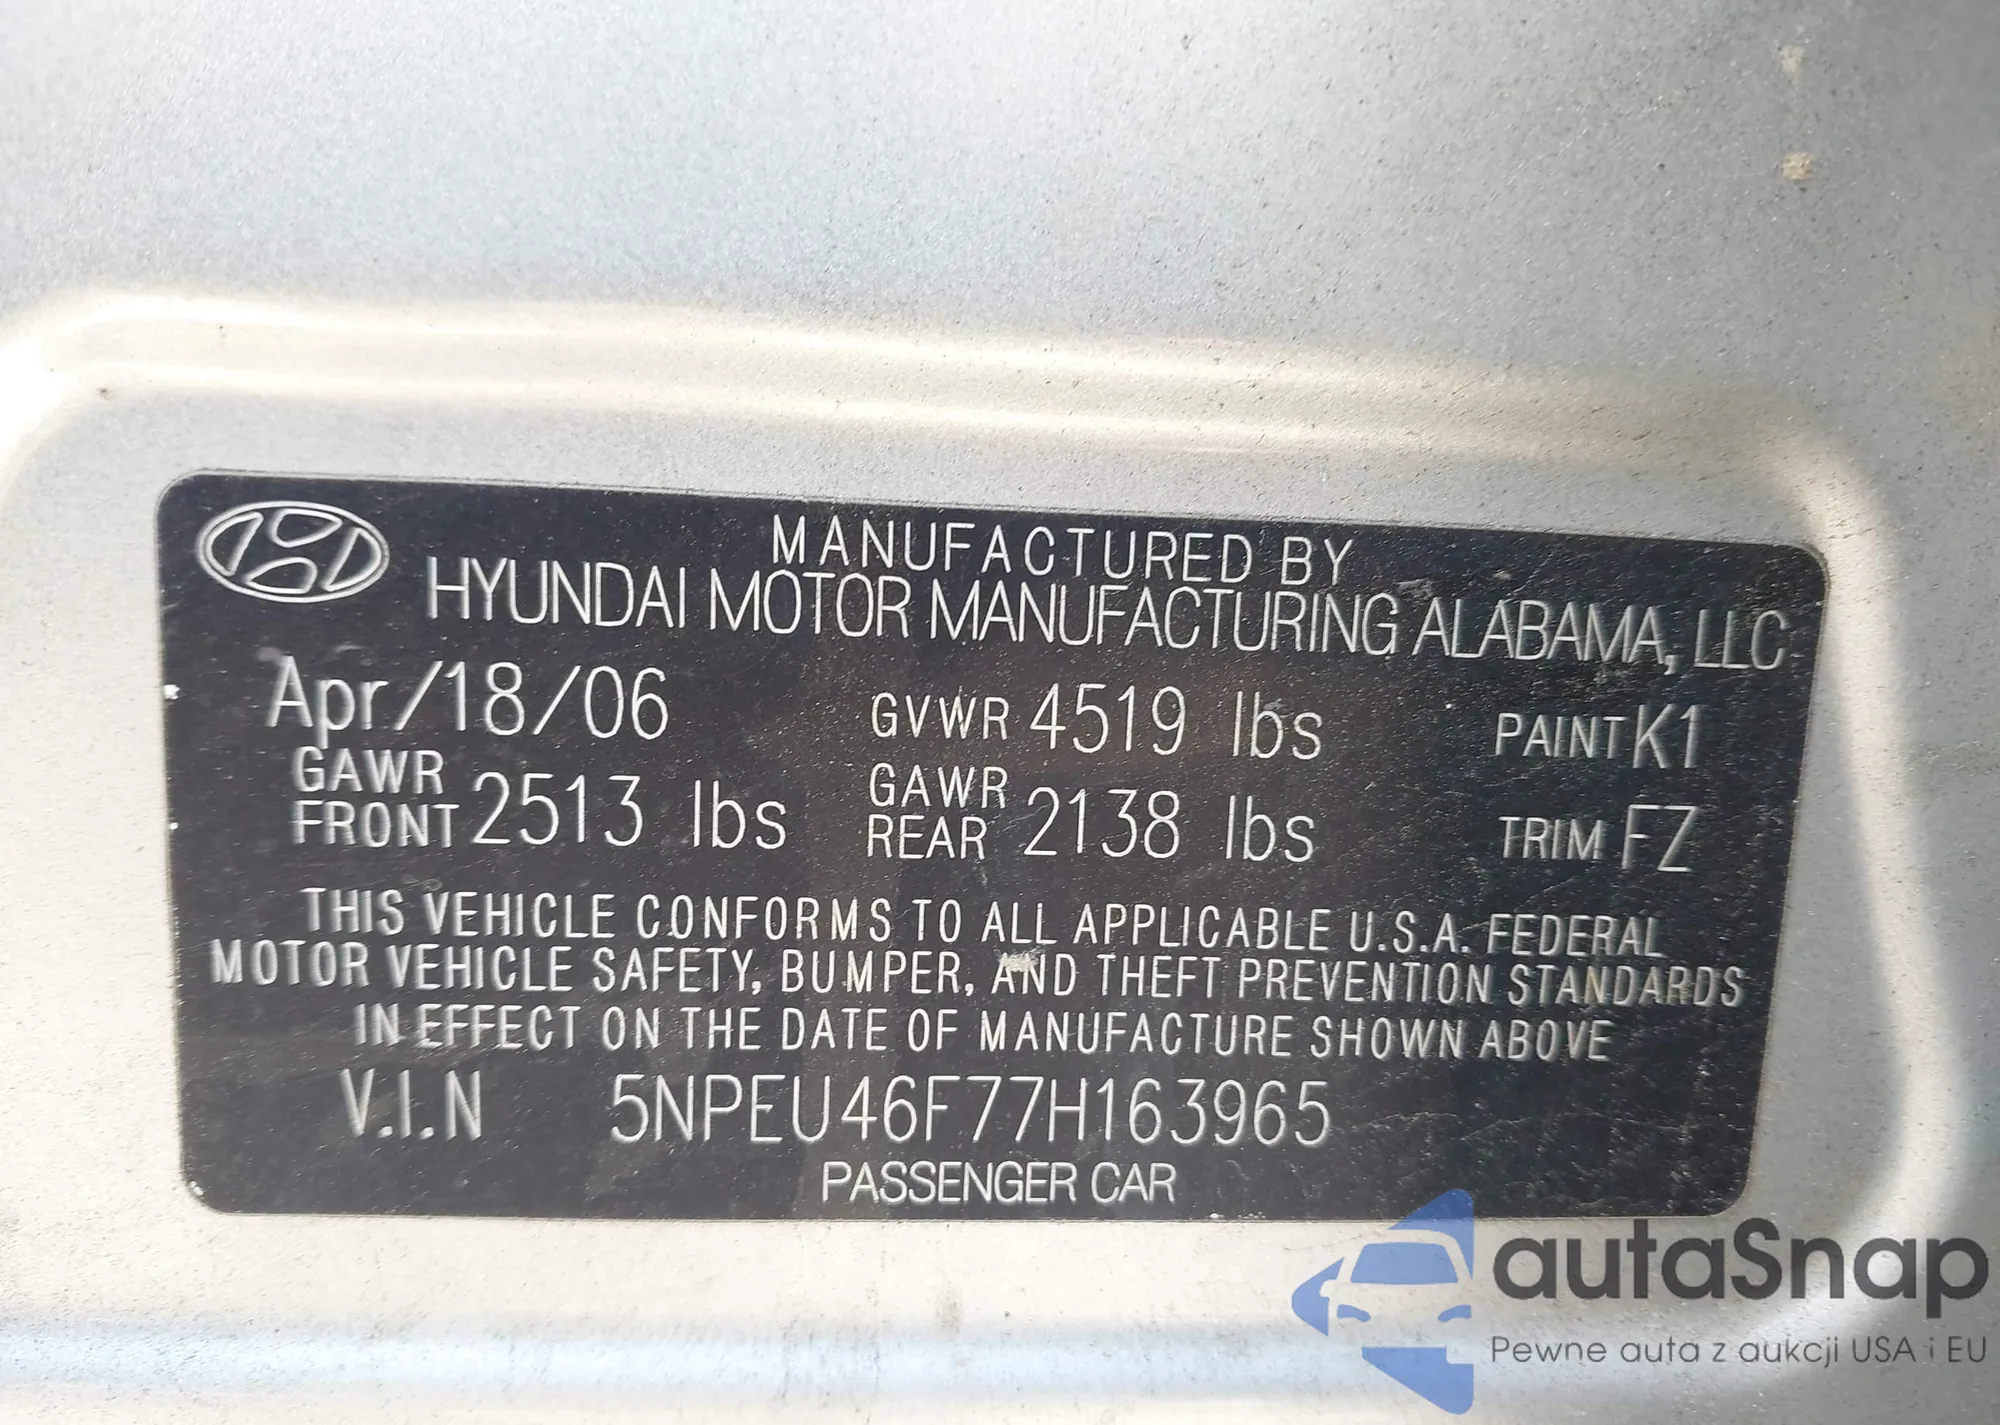 MANUFACTURED BY
HYUNDAI MOTOR MANUFACTURING ALABAMA, LLC
Apr/18/06 GVWR 4519 lbs PAINT K1
GAWR FRONT 2513 lbs GAWR REAR 2138 lbs TRIM FZ
THIS VEHICLE CONFORMS TO ALL APPLICABLE U.S.A. FEDERAL
MOTOR VEHICLE SAFETY, BUMPER, AND THEFT PREVENTION STANDARDS
IN EFFECT ON THE DATE OF MANUFACTURE SHOWN ABOVE
V.I.N 5NPEU46F77H163965
PASSENGER CAR
autaSnap
Pewne auta z aukcji USA i EU